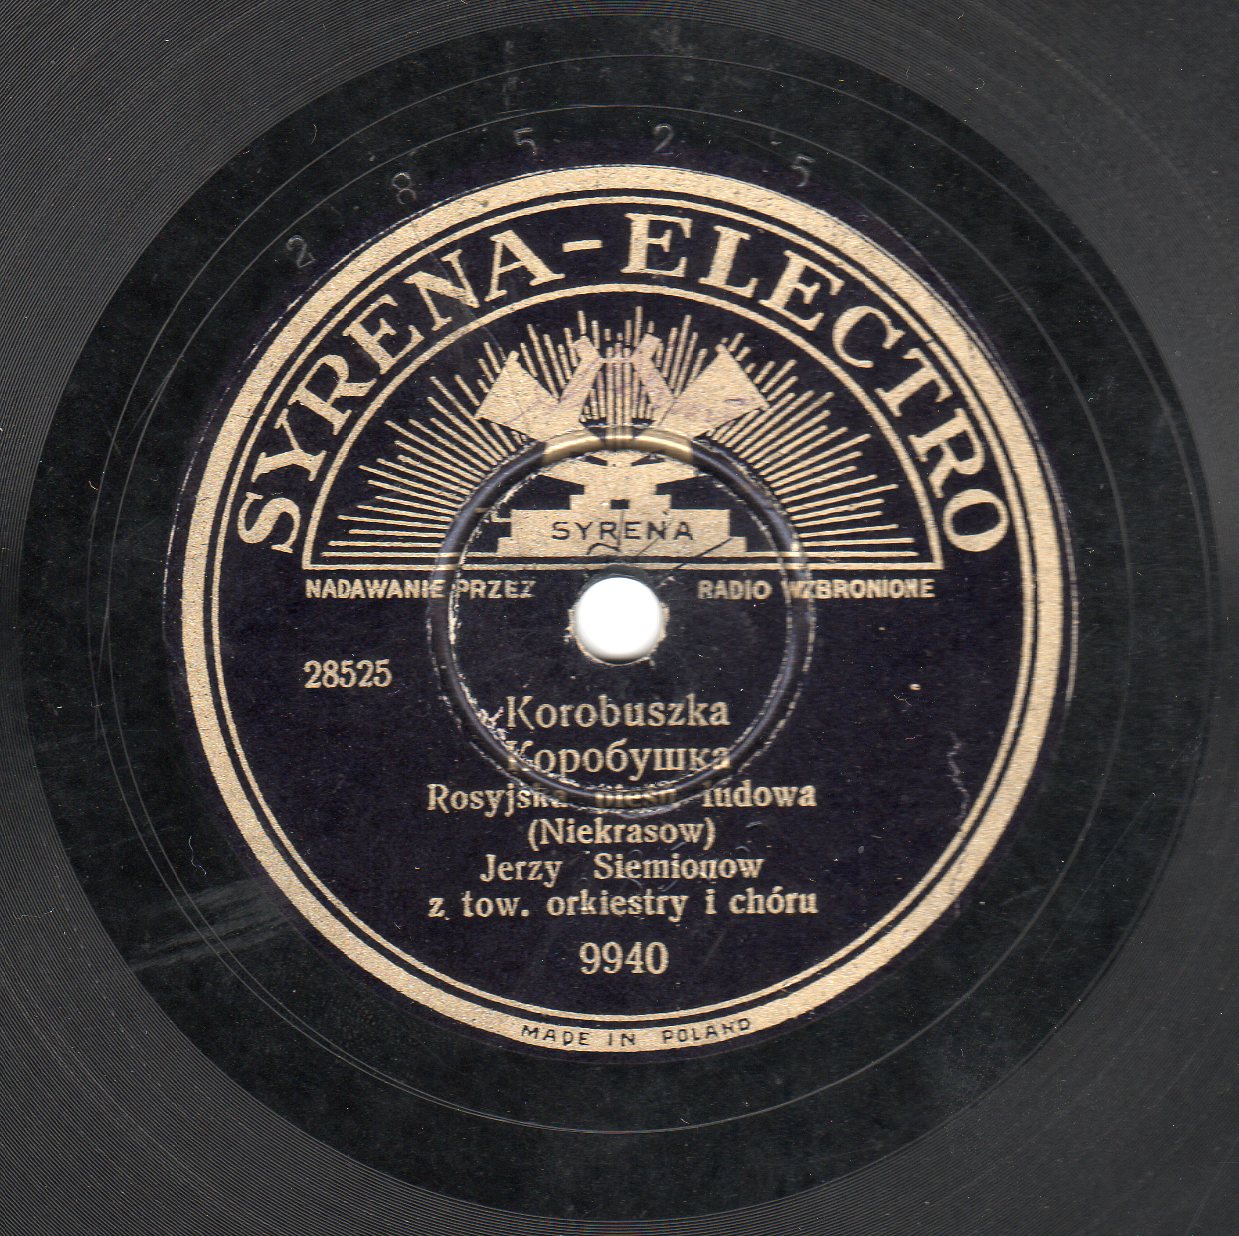 2 8 5 2 5
SYRENA-ELECTRO
SYRENA
NADAWANIE PRZEZ RADIO WZBRONIONE
28525
Korobuszka
Коробушка
Rosyjska pieśń ludowa
(Niekrasow)
Jerzy Siemionow
z tow. orkiestry i chóru
9940
MADE IN POLAND